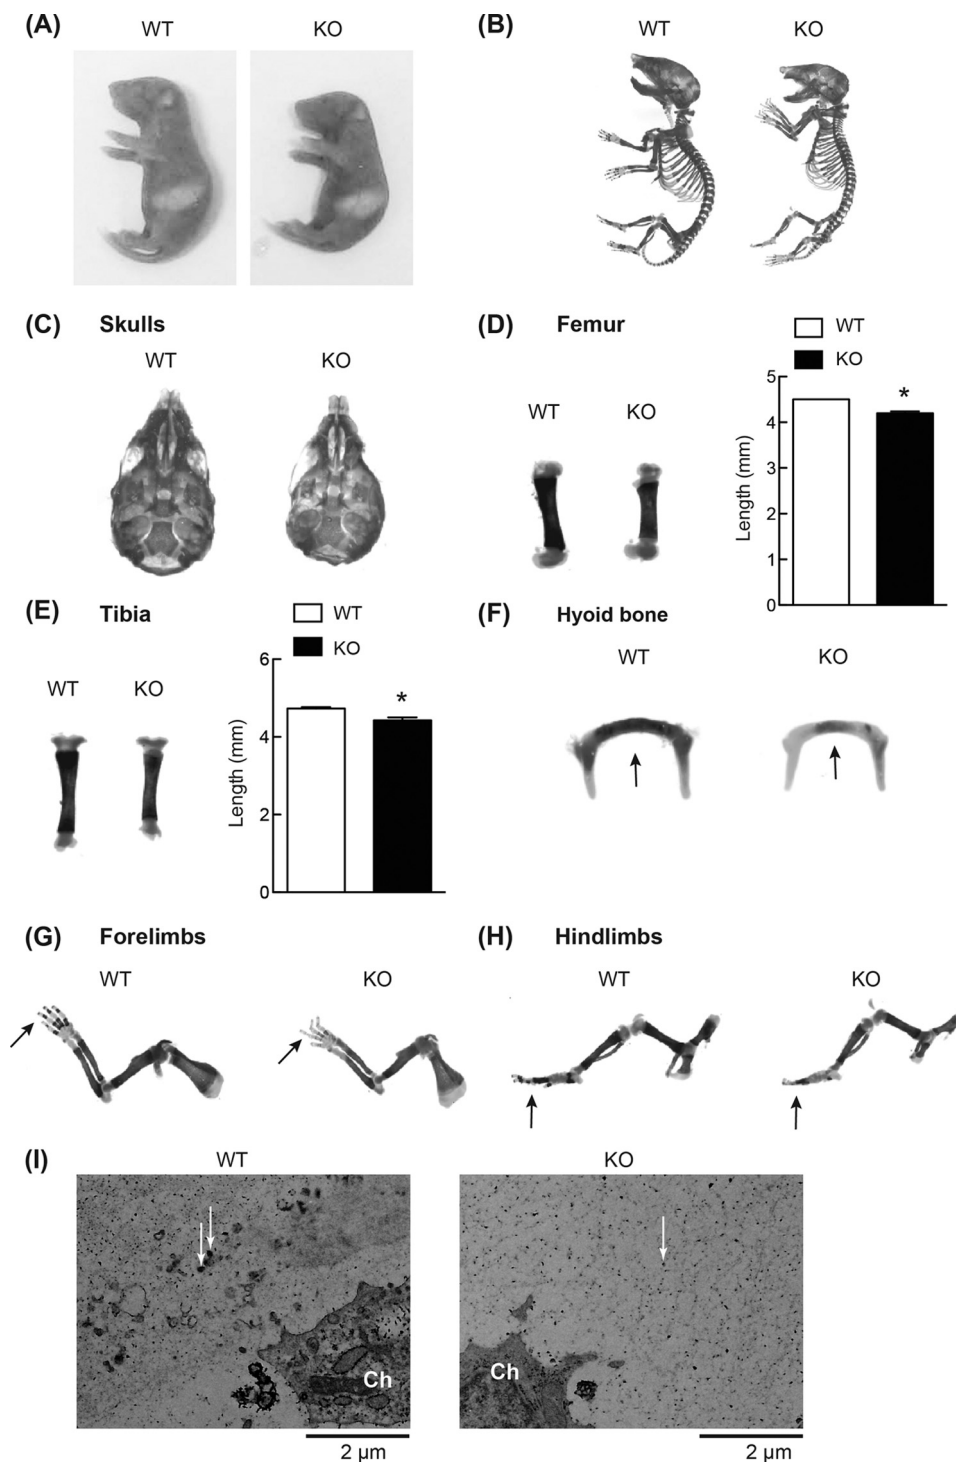 (A) WT KO
(B) WT KO
(C) Skulls
WT KO
(D) Femur
WT KO
WT
KO
*
5
4
3
2
1
0
Length (mm)
(E) Tibia
WT KO
WT
KO
*
6
4
2
0
Length (mm)
(F) Hyoid bone
WT KO
(G) Forelimbs
WT KO
(H) Hindlimbs
WT KO
(I) WT KO
Ch
Ch
2 µm
2 µm